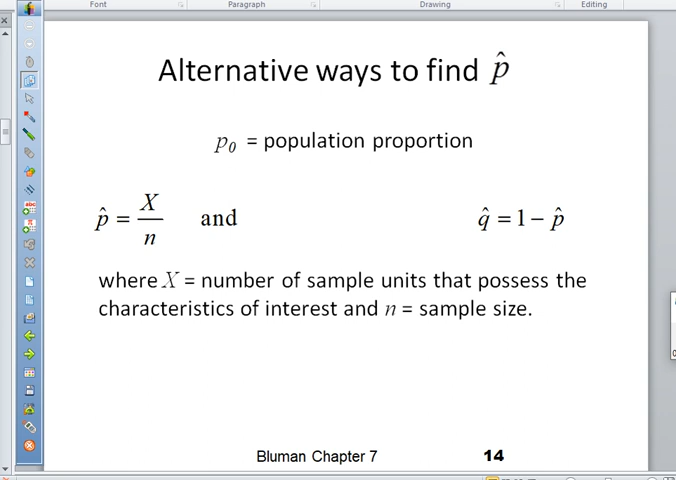 Font Paragraph Drawing Editing
Alternative ways to find p̂
p₀ = population proportion
p̂ = X/n and q̂ = 1 − p̂
where X = number of sample units that possess the
characteristics of interest and n = sample size.
Bluman Chapter 7 14